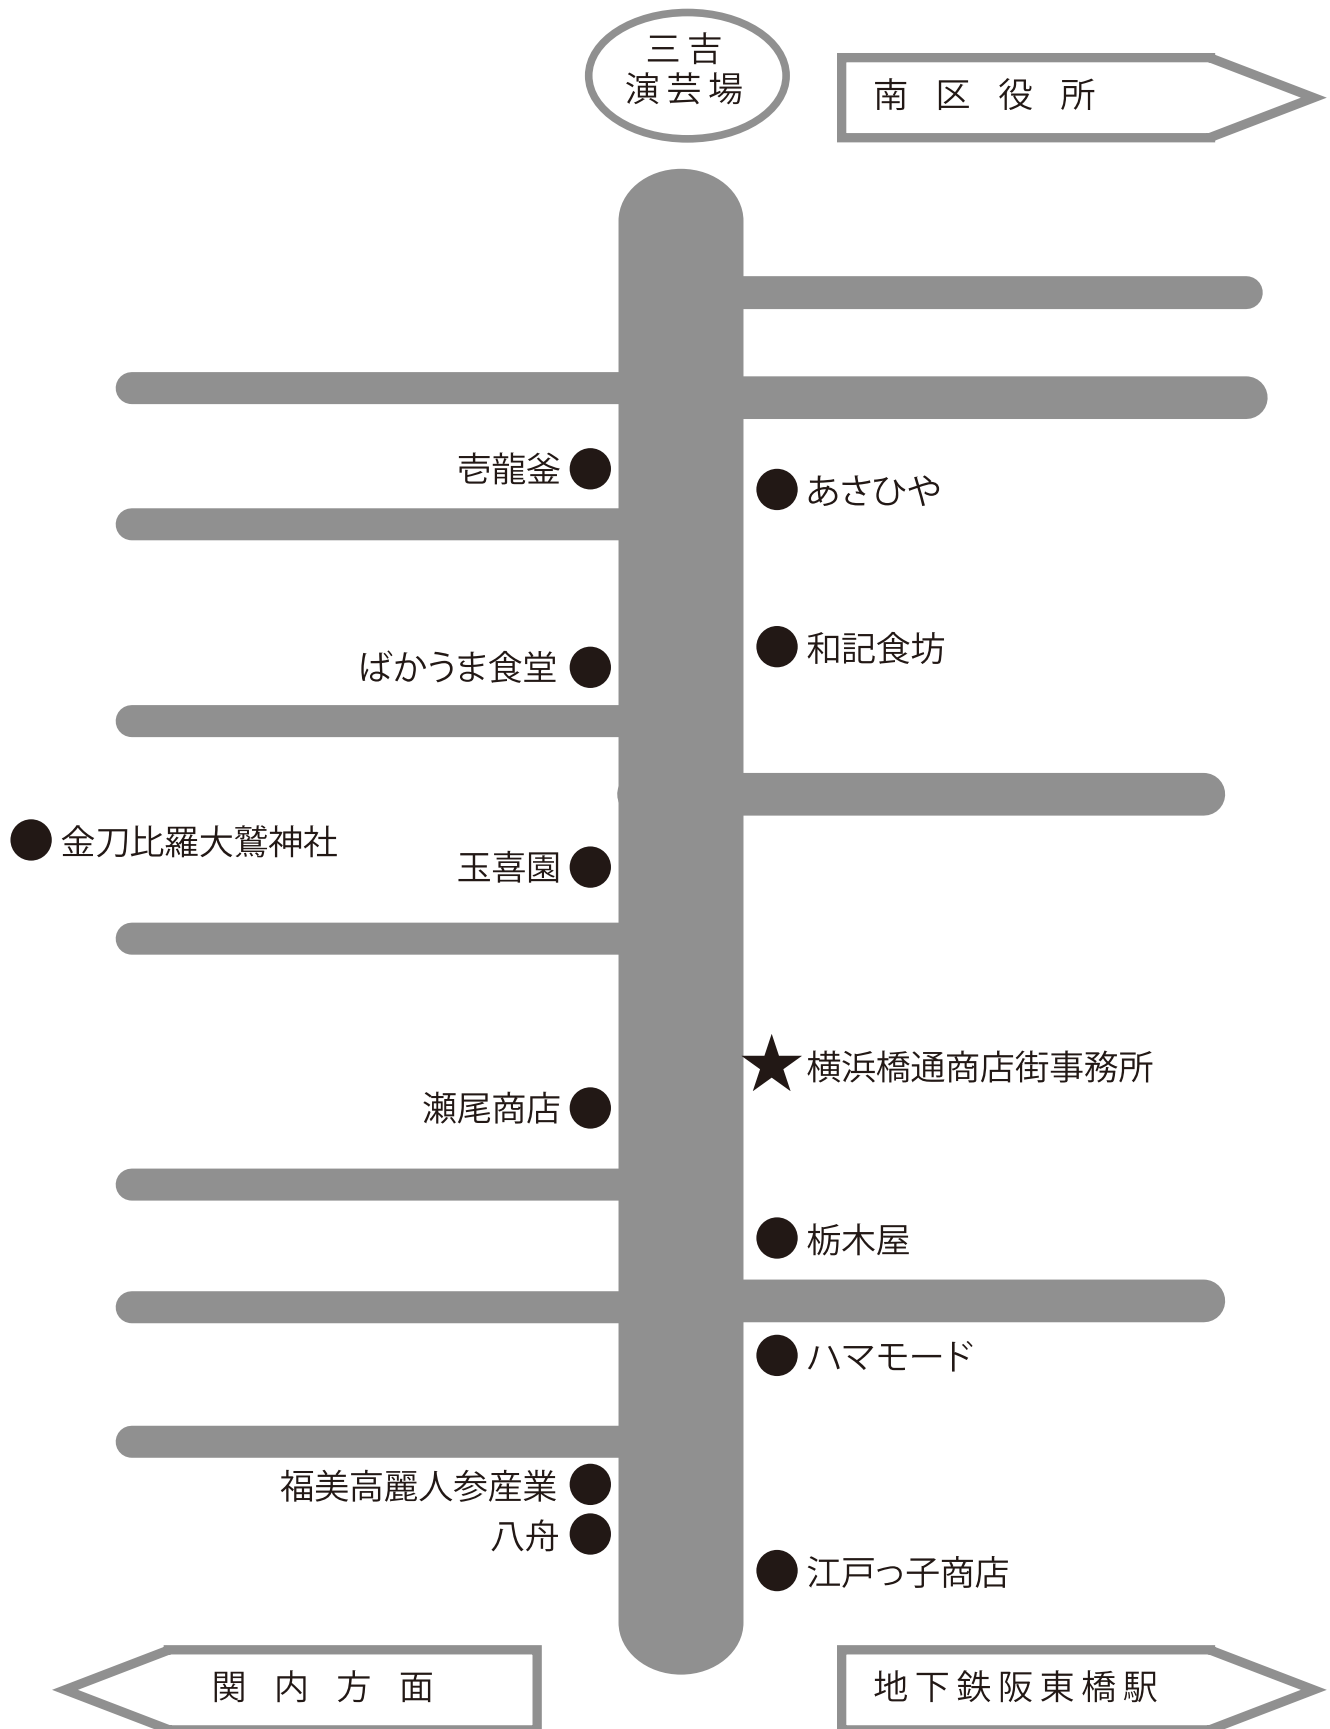 三吉
演芸場
南区役所
壱龍釜
あさひや
和記食坊
ばかうま食堂
金刀比羅大鷲神社
玉喜園
横浜橋通商店街事務所
瀬尾商店
栃木屋
ハマモード
福美高麗人参産業
八舟
江戸っ子商店
関内方面
地下鉄阪東橋駅